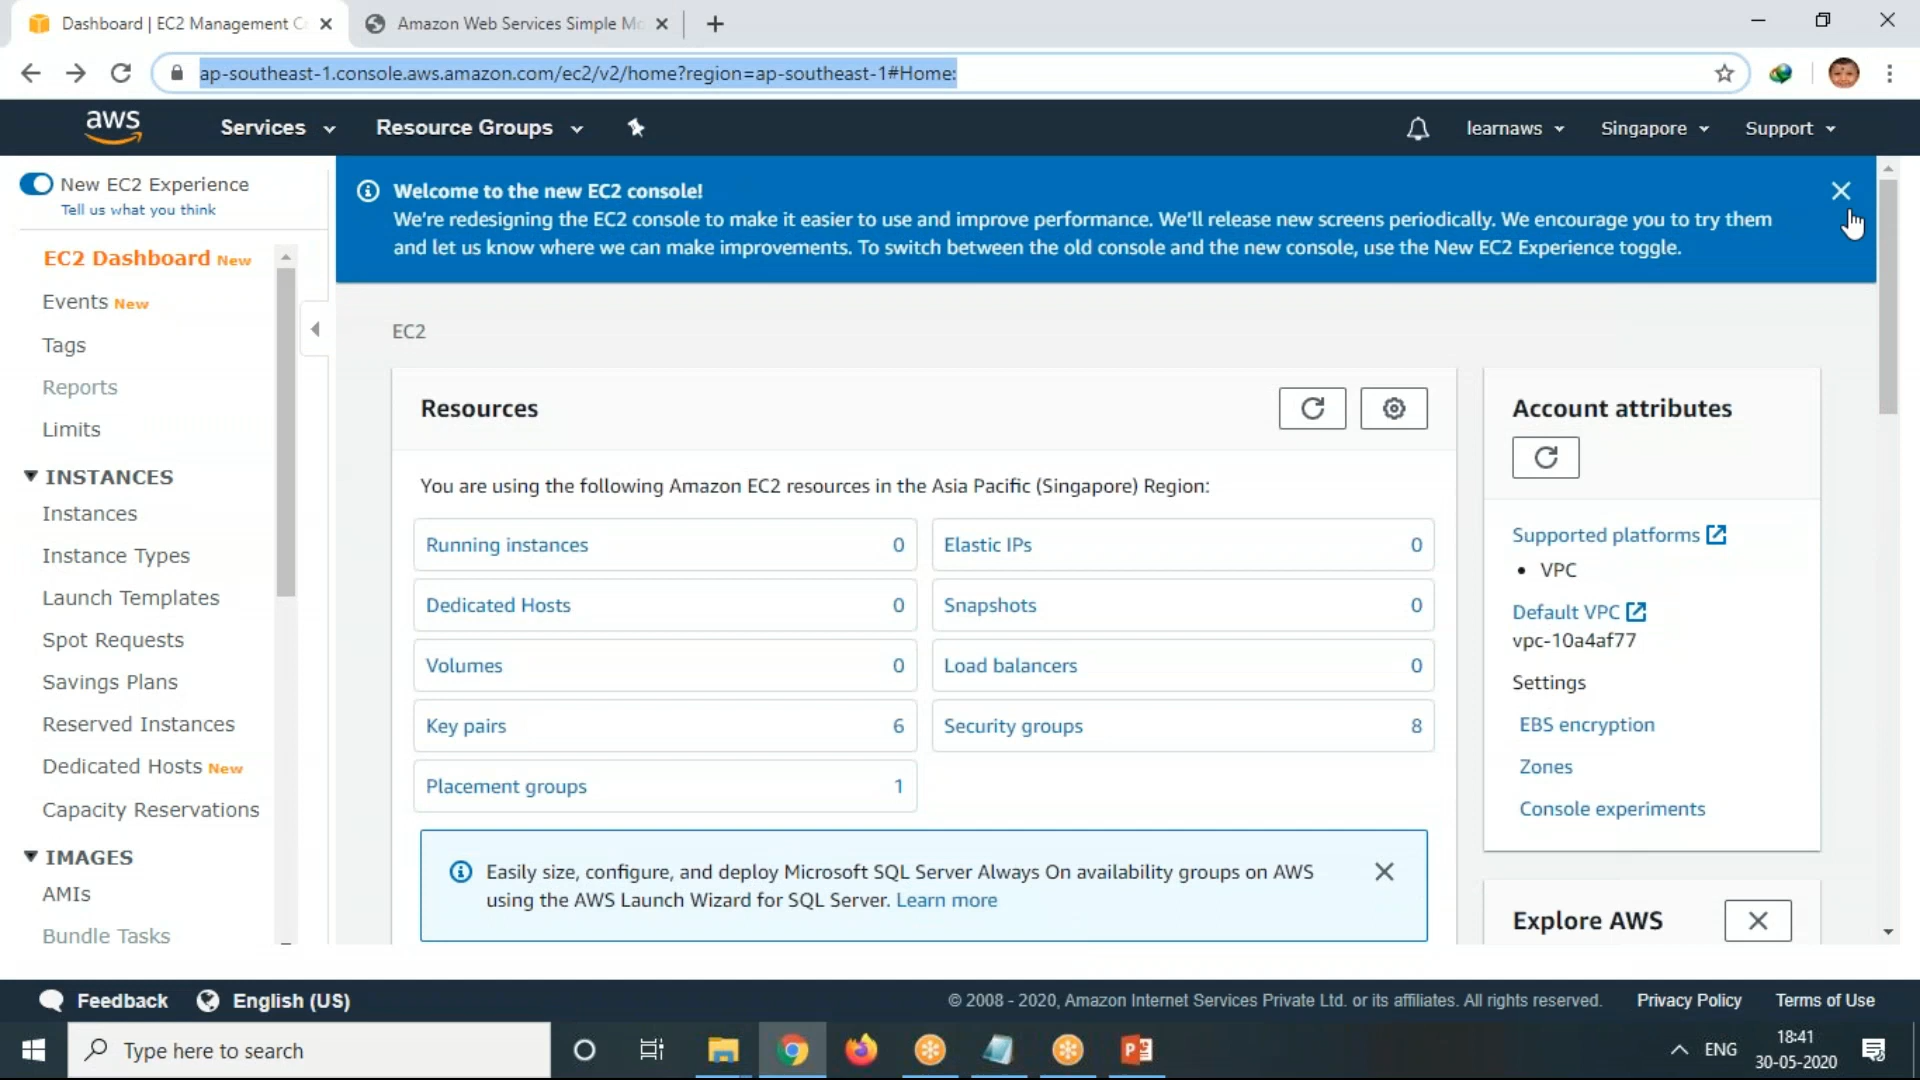 Dashboard | EC2 Management C
Amazon Web Services Simple Mo
ap-southeast-1.console.aws.amazon.com/ec2/v2/home?region=ap-southeast-1#Home:
aws
Services
Resource Groups
learnaws
Singapore
Support
New EC2 Experience
Tell us what you think
EC2 Dashboard New
Events New
Tags
Reports
Limits
INSTANCES
Instances
Instance Types
Launch Templates
Spot Requests
Savings Plans
Reserved Instances
Dedicated Hosts New
Capacity Reservations
IMAGES
AMIs
Bundle Tasks
Welcome to the new EC2 console!
We're redesigning the EC2 console to make it easier to use and improve performance. We'll release new screens periodically. We encourage you to try them
and let us know where we can make improvements. To switch between the old console and the new console, use the New EC2 Experience toggle.
EC2
Resources
You are using the following Amazon EC2 resources in the Asia Pacific (Singapore) Region:
Running instances 0
Elastic IPs 0
Dedicated Hosts 0
Snapshots 0
Volumes 0
Load balancers 0
Key pairs 6
Security groups 8
Placement groups 1
Easily size, configure, and deploy Microsoft SQL Server Always On availability groups on AWS
using the AWS Launch Wizard for SQL Server. Learn more
Account attributes
Supported platforms
• VPC
Default VPC
vpc-10a4af77
Settings
EBS encryption
Zones
Console experiments
Explore AWS
Feedback
English (US)
© 2008 - 2020, Amazon Internet Services Private Ltd. or its affiliates. All rights reserved.
Privacy Policy
Terms of Use
Type here to search
ENG
18:41
30-05-2020